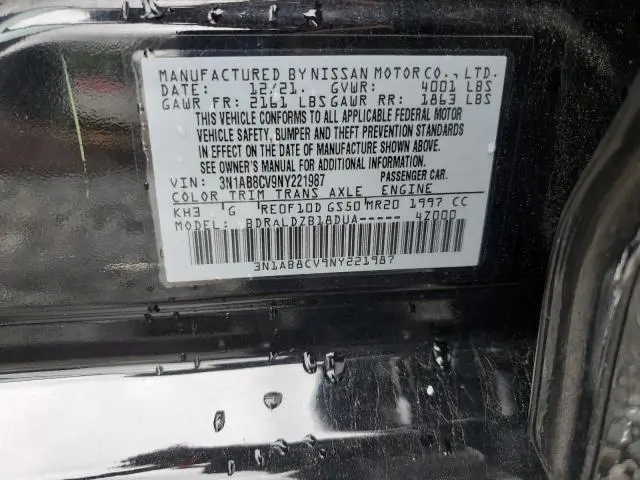 MANUFACTURED BY NISSAN MOTOR CO., LTD.
DATE: 12/21. GVWR: 4001 LBS
GAWR FR: 2161 LBS GAWR RR: 1863 LBS
THIS VEHICLE CONFORMS TO ALL APPLICABLE FEDERAL MOTOR
VEHICLE SAFETY, BUMPER AND THEFT PREVENTION STANDARDS
IN EFFECT ON THE DATE OF MANUFACTURE SHOWN ABOVE.
SEE OWNER'S MANUAL FOR ADDITIONAL INFORMATION.
VIN: 3N1AB8CV9NY221987 PASSENGER CAR.
COLOR TRIM TRANS AXLE ENGINE
KH3 G RE0F10D GS50 MR20 1997 CC
MODEL: BDRALDZB18DUA----- 4Z000
3N1AB8CV9NY221987